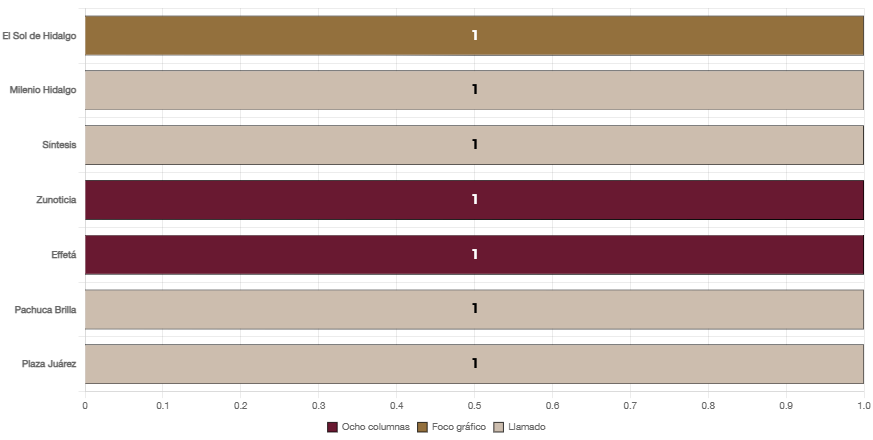 El Sol de Hidalgo 1
Milenio Hidalgo 1
Síntesis 1
Zunoticia 1
Effetá 1
Pachuca Brilla 1
Plaza Juárez 1
0 0.1 0.2 0.3 0.4 0.5 0.6 0.7 0.8 0.9 1.0
Ocho columnas Foco gráfico Llamado